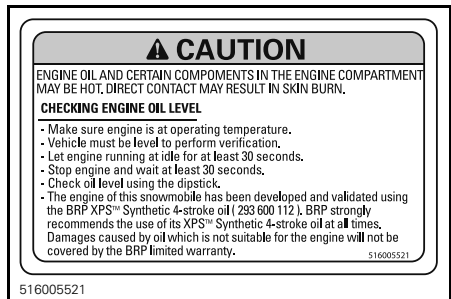 CAUTION
ENGINE OIL AND CERTAIN COMPOMENTS IN THE ENGINE COMPARTMENT
MAY BE HOT. DIRECT CONTACT MAY RESULT IN SKIN BURN.
CHECKING ENGINE OIL LEVEL
- Make sure engine is at operating temperature.
- Vehicle must be level to perform verification.
- Let engine running at idle for at least 30 seconds.
- Stop engine and wait at least 30 seconds.
- Check oil level using the dipstick.
- The engine of this snowmobile has been developed and validated using
the BRP XPS™ Synthetic 4-stroke oil ( 293 600 112 ). BRP strongly
recommends the use of its XPS™ Synthetic 4-stroke oil at all times.
Damages caused by oil which is not suitable for the engine will not be
covered by the BRP limited warranty.
516005521
516005521